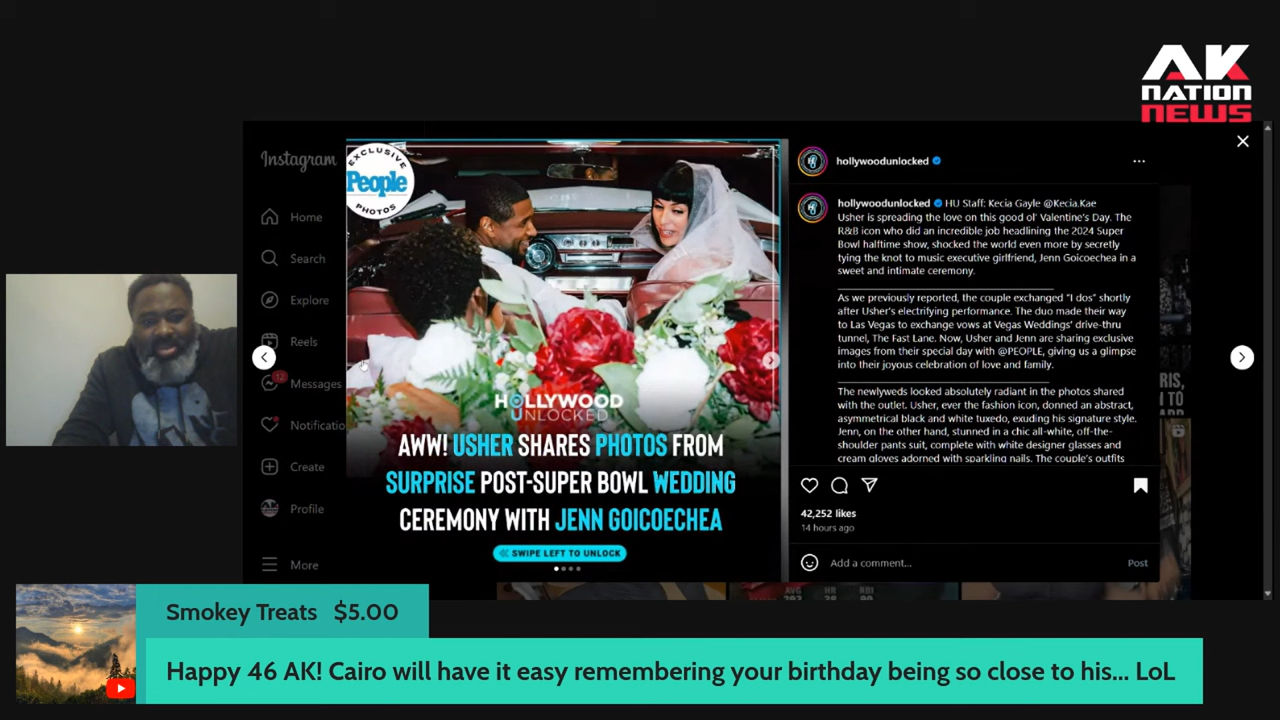 AK
NATION
NEWS
Instagram
Home
Search
Explore
Reels
12
Messages
Notificatio
Create
Profile
More
EXCLUSIVE
People
PHOTOS
HOLLYWOOD
UNLOCKED
AWW! USHER SHARES PHOTOS FROM
SURPRISE POST-SUPER BOWL WEDDING
CEREMONY WITH JENN GOICOECHEA
SWIPE LEFT TO UNLOCK
hollywoodunlocked
hollywoodunlocked HU Staff: Kecia Gayle @Kecia.Kae
Usher is spreading the love on this good ol' Valentine's Day. The
R&B icon who did an incredible job headlining the 2024 Super
Bowl halftime show, shocked the world even more by secretly
tying the knot to music executive girlfriend, Jenn Goicoechea in a
sweet and intimate ceremony.
As we previously reported, the couple exchanged "I dos" shortly
after Usher's electrifying performance. The duo made their way
to Las Vegas to exchange vows at Vegas Weddings' drive-thru
tunnel, The Fast Lane. Now, Usher and Jenn are sharing exclusive
images from their special day with @PEOPLE, giving us a glimpse
into their joyous celebration of love and family.
The newlyweds looked absolutely radiant in the photos shared
with the outlet. Usher, ever the fashion icon, donned an abstract,
asymmetrical black and white tuxedo, exuding his signature style.
Jenn, on the other hand, stunned in a chic all-white, off-the-
shoulder pants suit, complete with white designer glasses and
cream gloves adorned with sparkling nails. The couple's outfits
42,252 likes
14 hours ago
Add a comment...
Post
Smokey Treats $5.00
Happy 46 AK! Cairo will have it easy remembering your birthday being so close to his... LoL